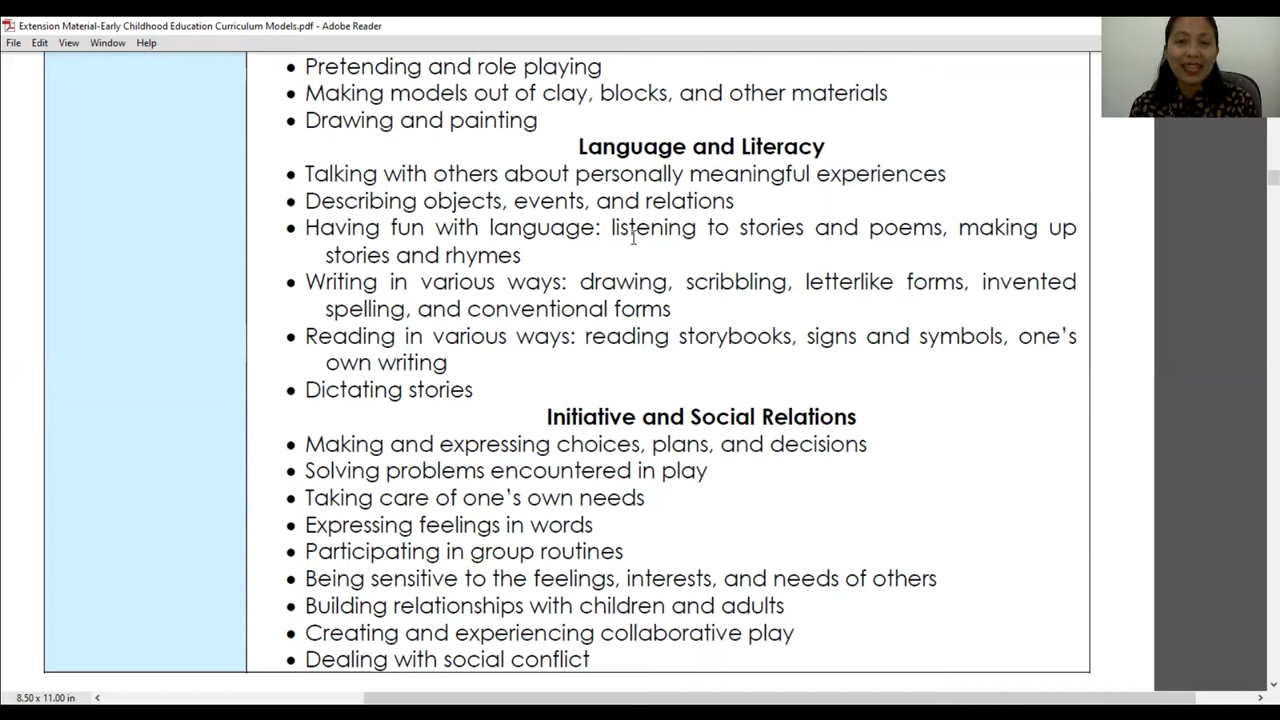 Extension Material-Early Childhood Education Curriculum Models.pdf - Adobe Reader
File Edit View Window Help
• Pretending and role playing
• Making models out of clay, blocks, and other materials
• Drawing and painting
Language and Literacy
• Talking with others about personally meaningful experiences
• Describing objects, events, and relations
• Having fun with language: listening to stories and poems, making up
stories and rhymes
• Writing in various ways: drawing, scribbling, letterlike forms, invented
spelling, and conventional forms
• Reading in various ways: reading storybooks, signs and symbols, one's
own writing
• Dictating stories
Initiative and Social Relations
• Making and expressing choices, plans, and decisions
• Solving problems encountered in play
• Taking care of one's own needs
• Expressing feelings in words
• Participating in group routines
• Being sensitive to the feelings, interests, and needs of others
• Building relationships with children and adults
• Creating and experiencing collaborative play
• Dealing with social conflict
8.50 x 11.00 in